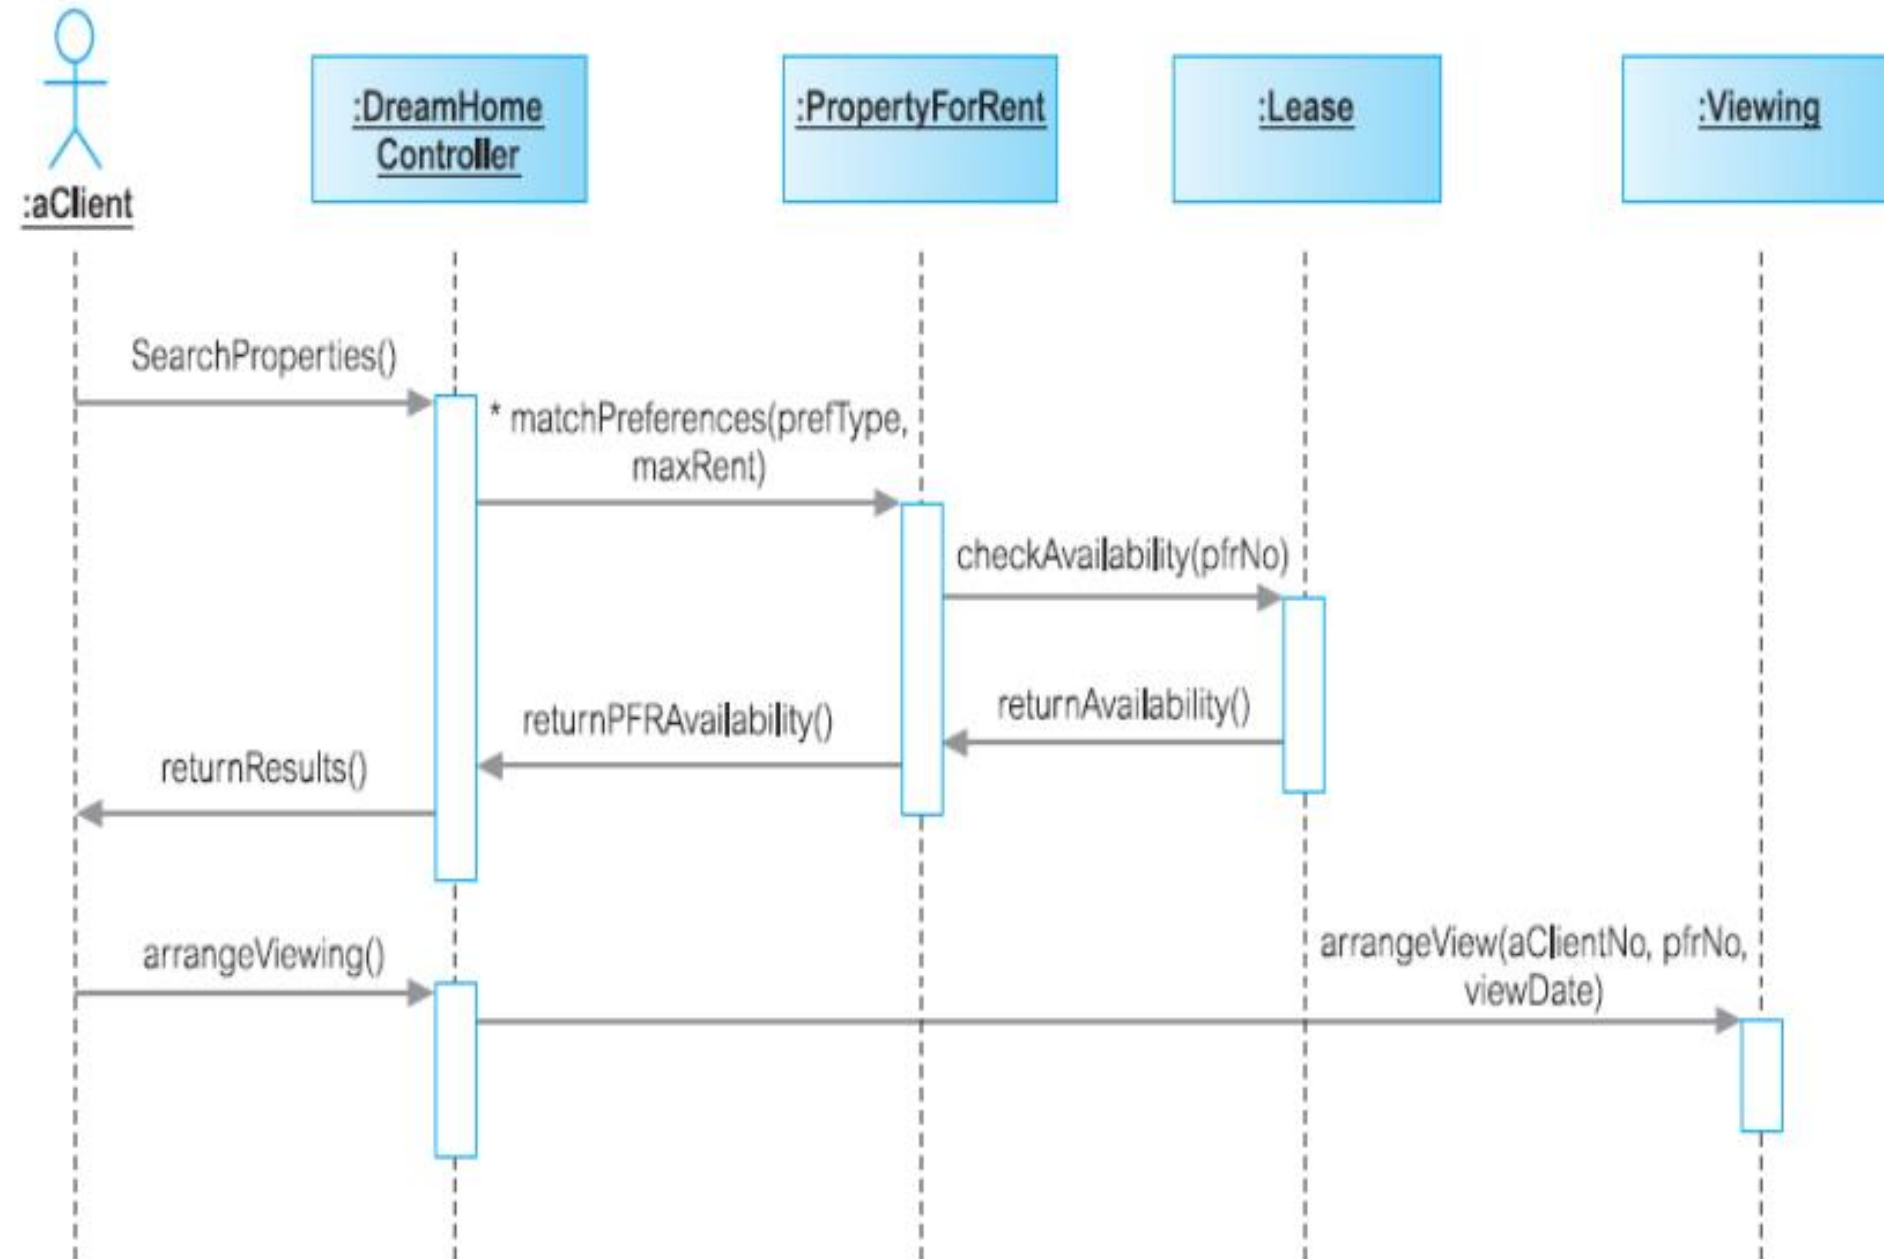 :aClient
:DreamHome
Controller
:PropertyForRent
:Lease
:Viewing
SearchProperties()
* matchPreferences(prefType,
maxRent)
checkAvailability(pfrNo)
returnAvailability()
returnPFRAvailability()
returnResults()
arrangeViewing()
arrangeView(aClientNo, pfrNo,
viewDate)